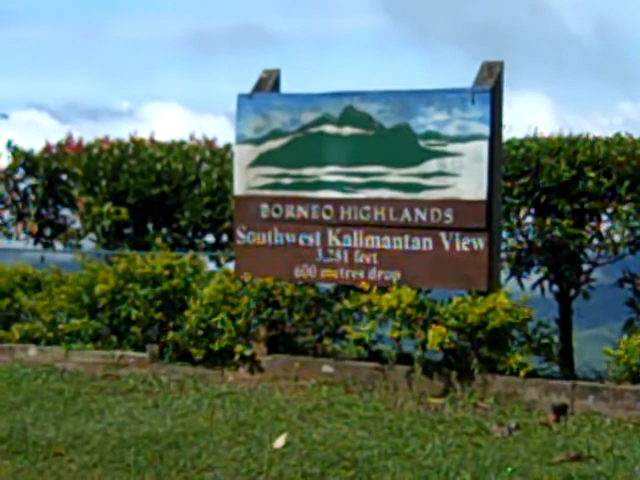 BORNEO HIGHLANDS
Southwest Kalimantan View
3,281 feet
600 metres drop